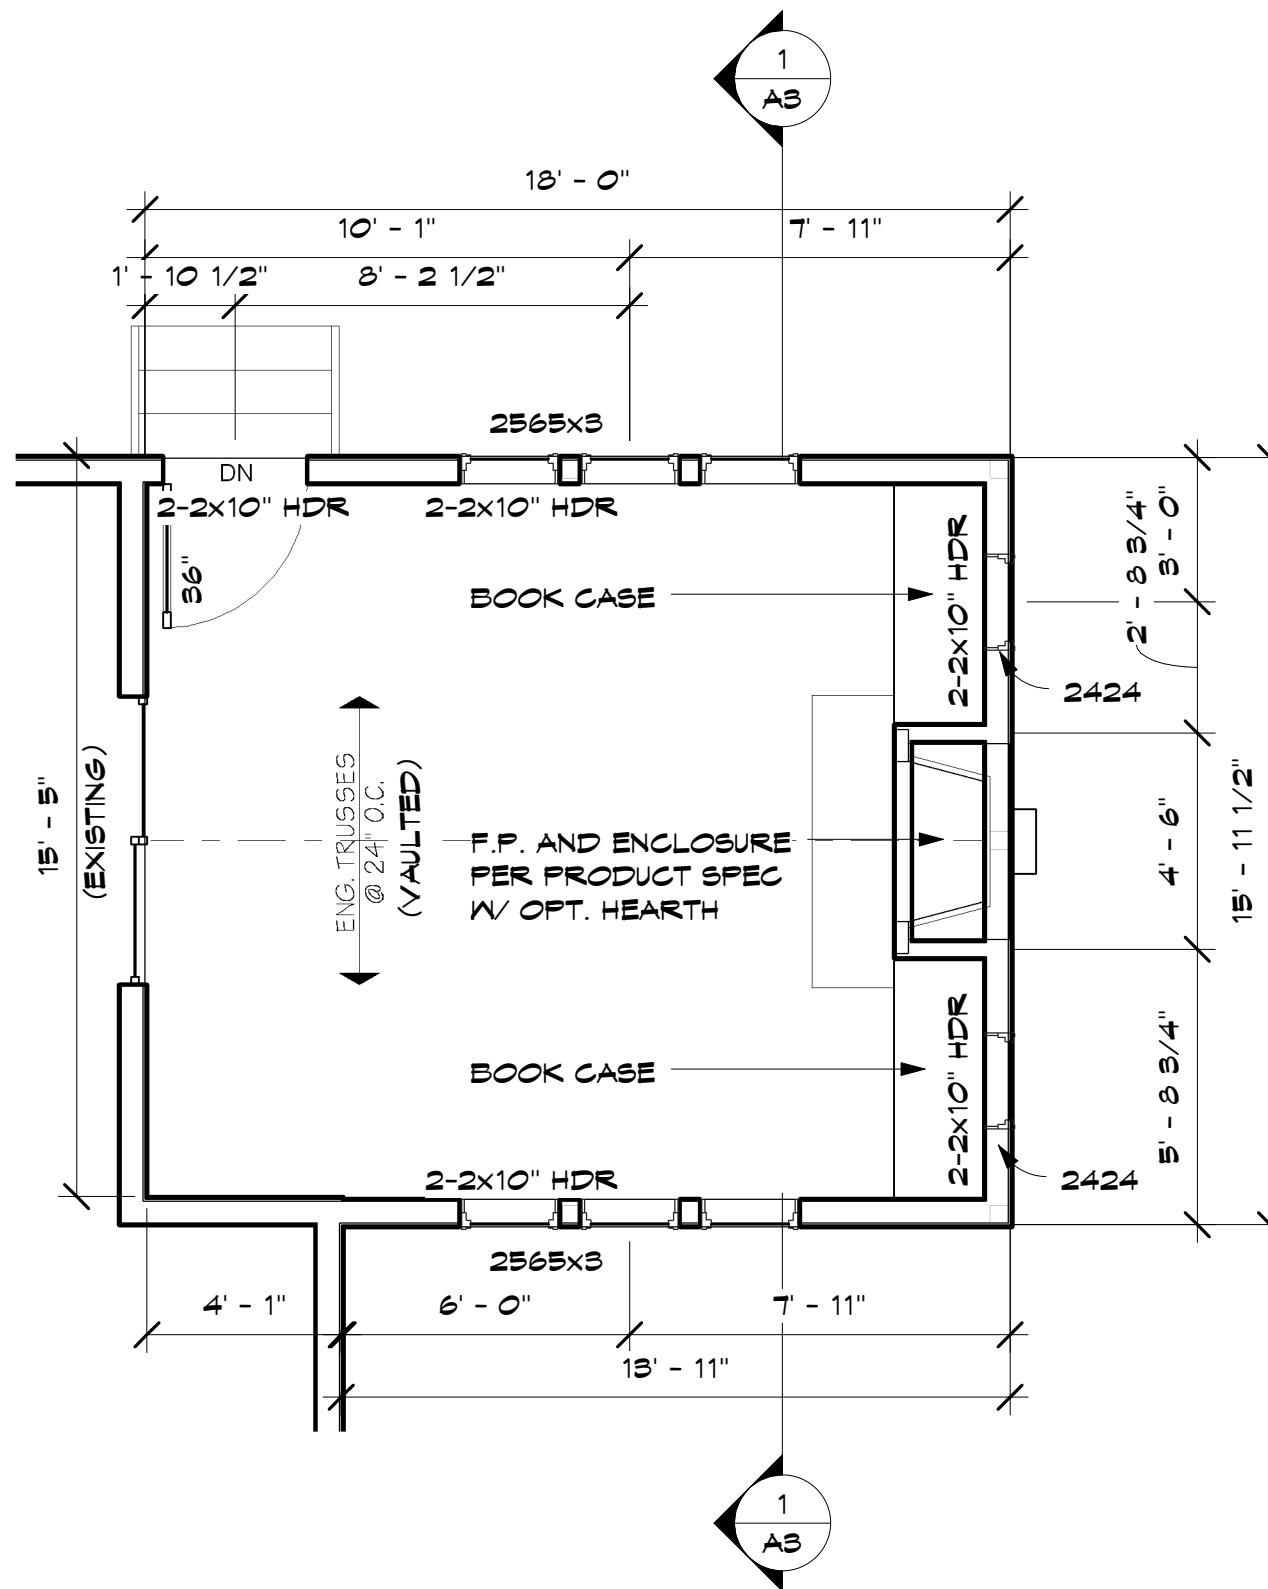 1
A3
18' - 0"
10' - 1"
7' - 11"
1' - 10 1/2"
8' - 2 1/2"
2565x3
DN
2-2x10" HDR
2-2x10" HDR
36"
BOOK CASE
2-2x10" HDR
2' - 8 3/4"
3' - 0"
2424
15' - 5"
(EXISTING)
ENG. TRUSSES
@ 24" O.C.
(VAULTED)
F.P. AND ENCLOSURE
PER PRODUCT SPEC
W/ OPT. HEARTH
4' - 6"
15' - 11 1/2"
BOOK CASE
2-2x10" HDR
5' - 8 3/4"
2-2x10" HDR
2424
2565x3
4' - 1"
6' - 0"
7' - 11"
13' - 11"
1
A3